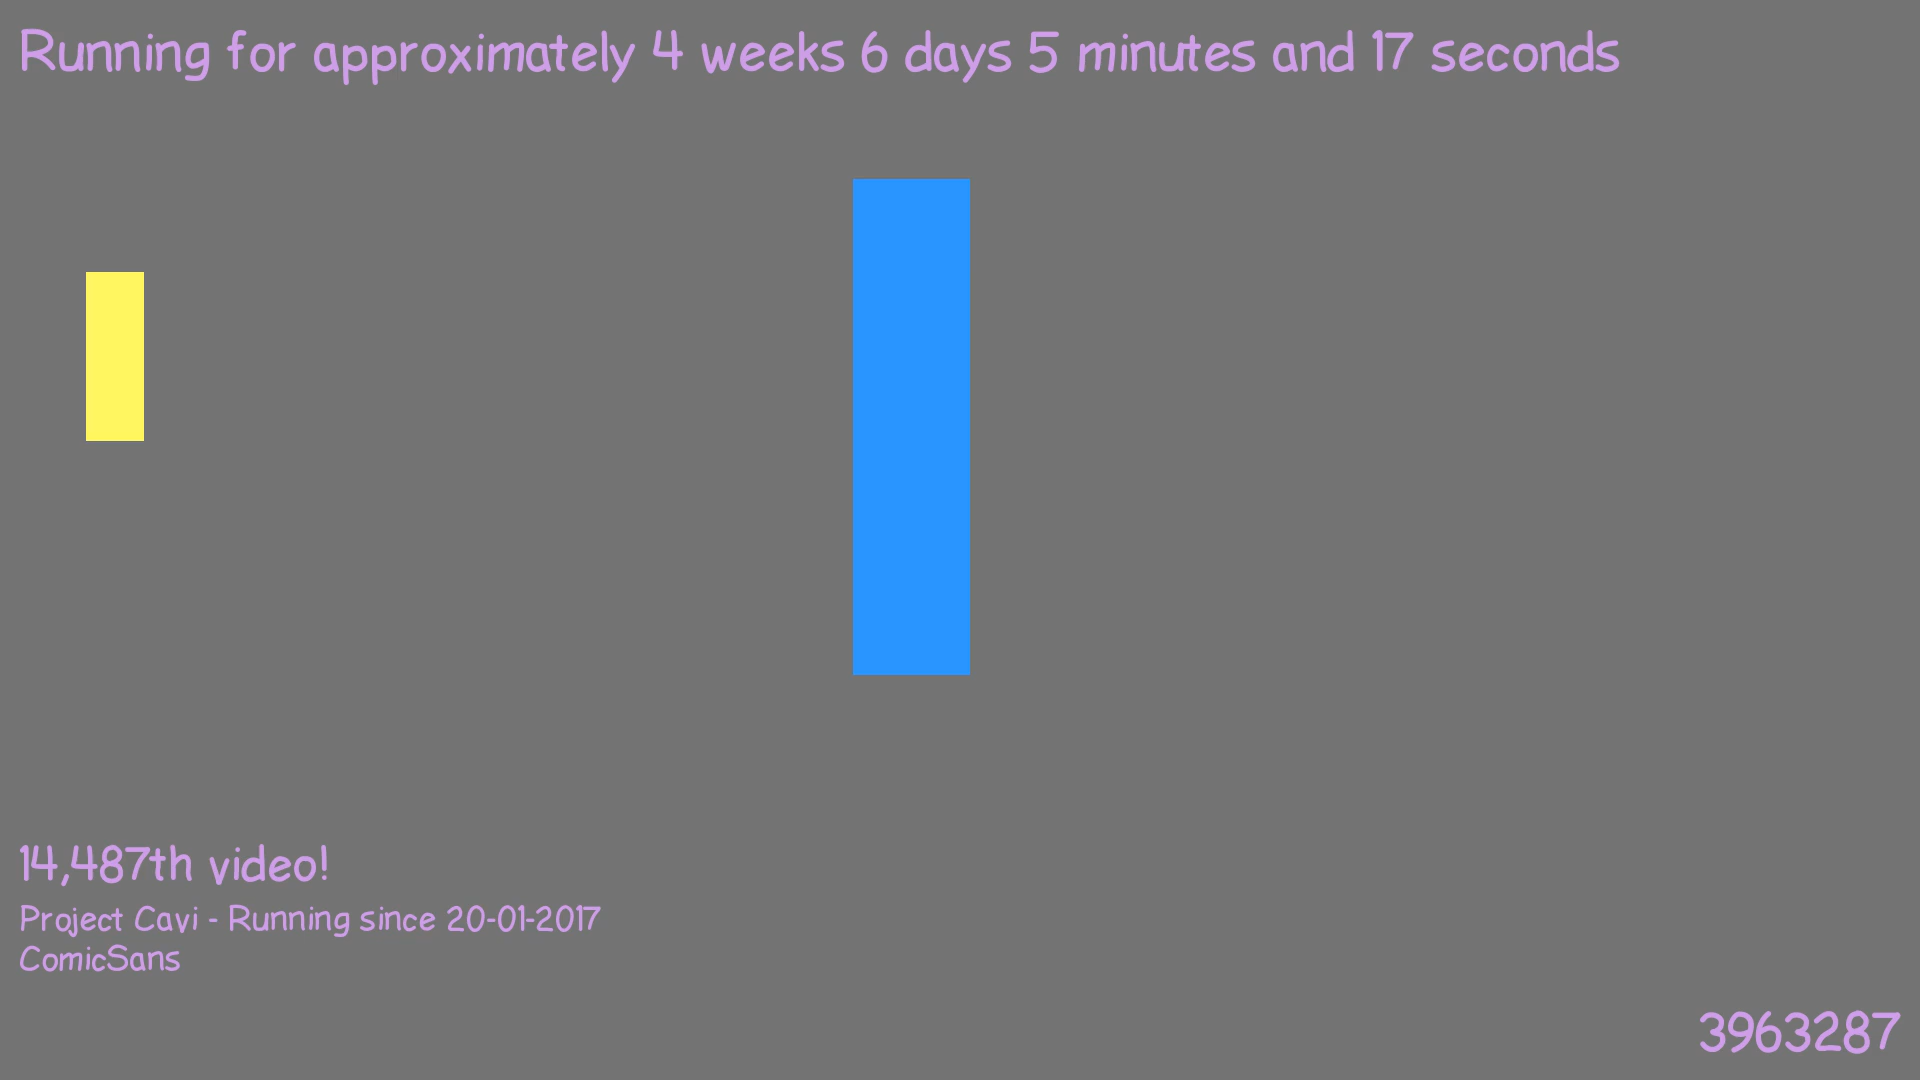 Running for approximately 4 weeks 6 days 5 minutes and 17 seconds
14,487th video!
Project Cavi - Running since 20-01-2017
ComicSans
3963287